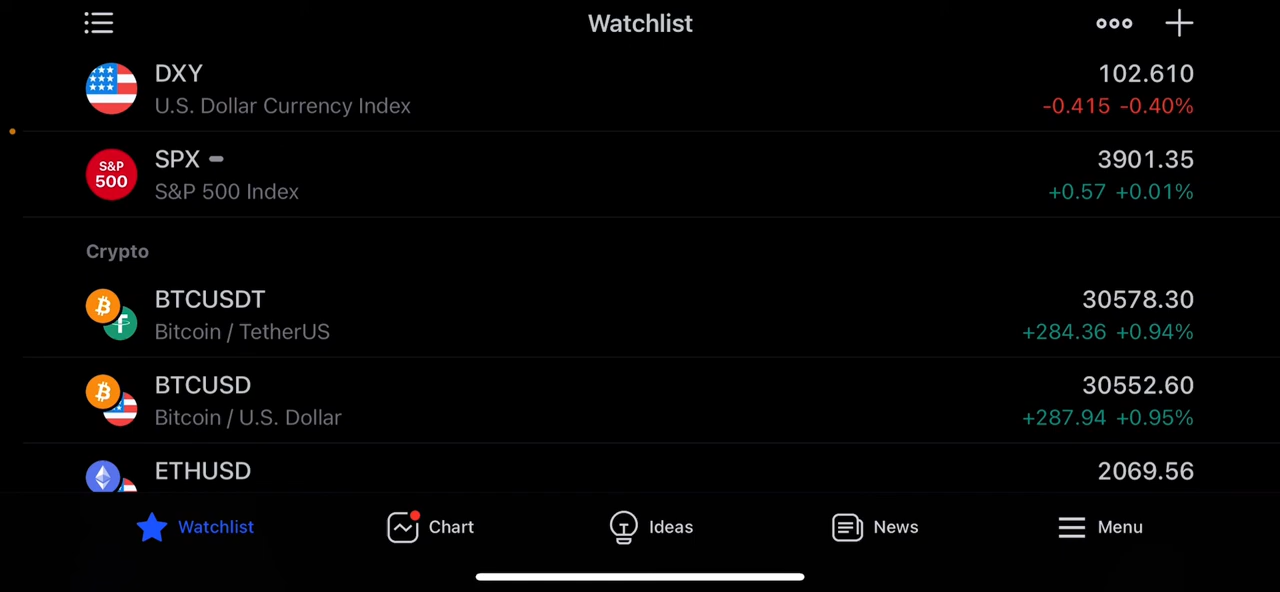 Watchlist
DXY 102.610
U.S. Dollar Currency Index -0.415 -0.40%
S&P 500
SPX 3901.35
S&P 500 Index +0.57 +0.01%
Crypto
BTCUSDT 30578.30
Bitcoin / TetherUS +284.36 +0.94%
BTCUSD 30552.60
Bitcoin / U.S. Dollar +287.94 +0.95%
ETHUSD 2069.56
Watchlist Chart Ideas News Menu